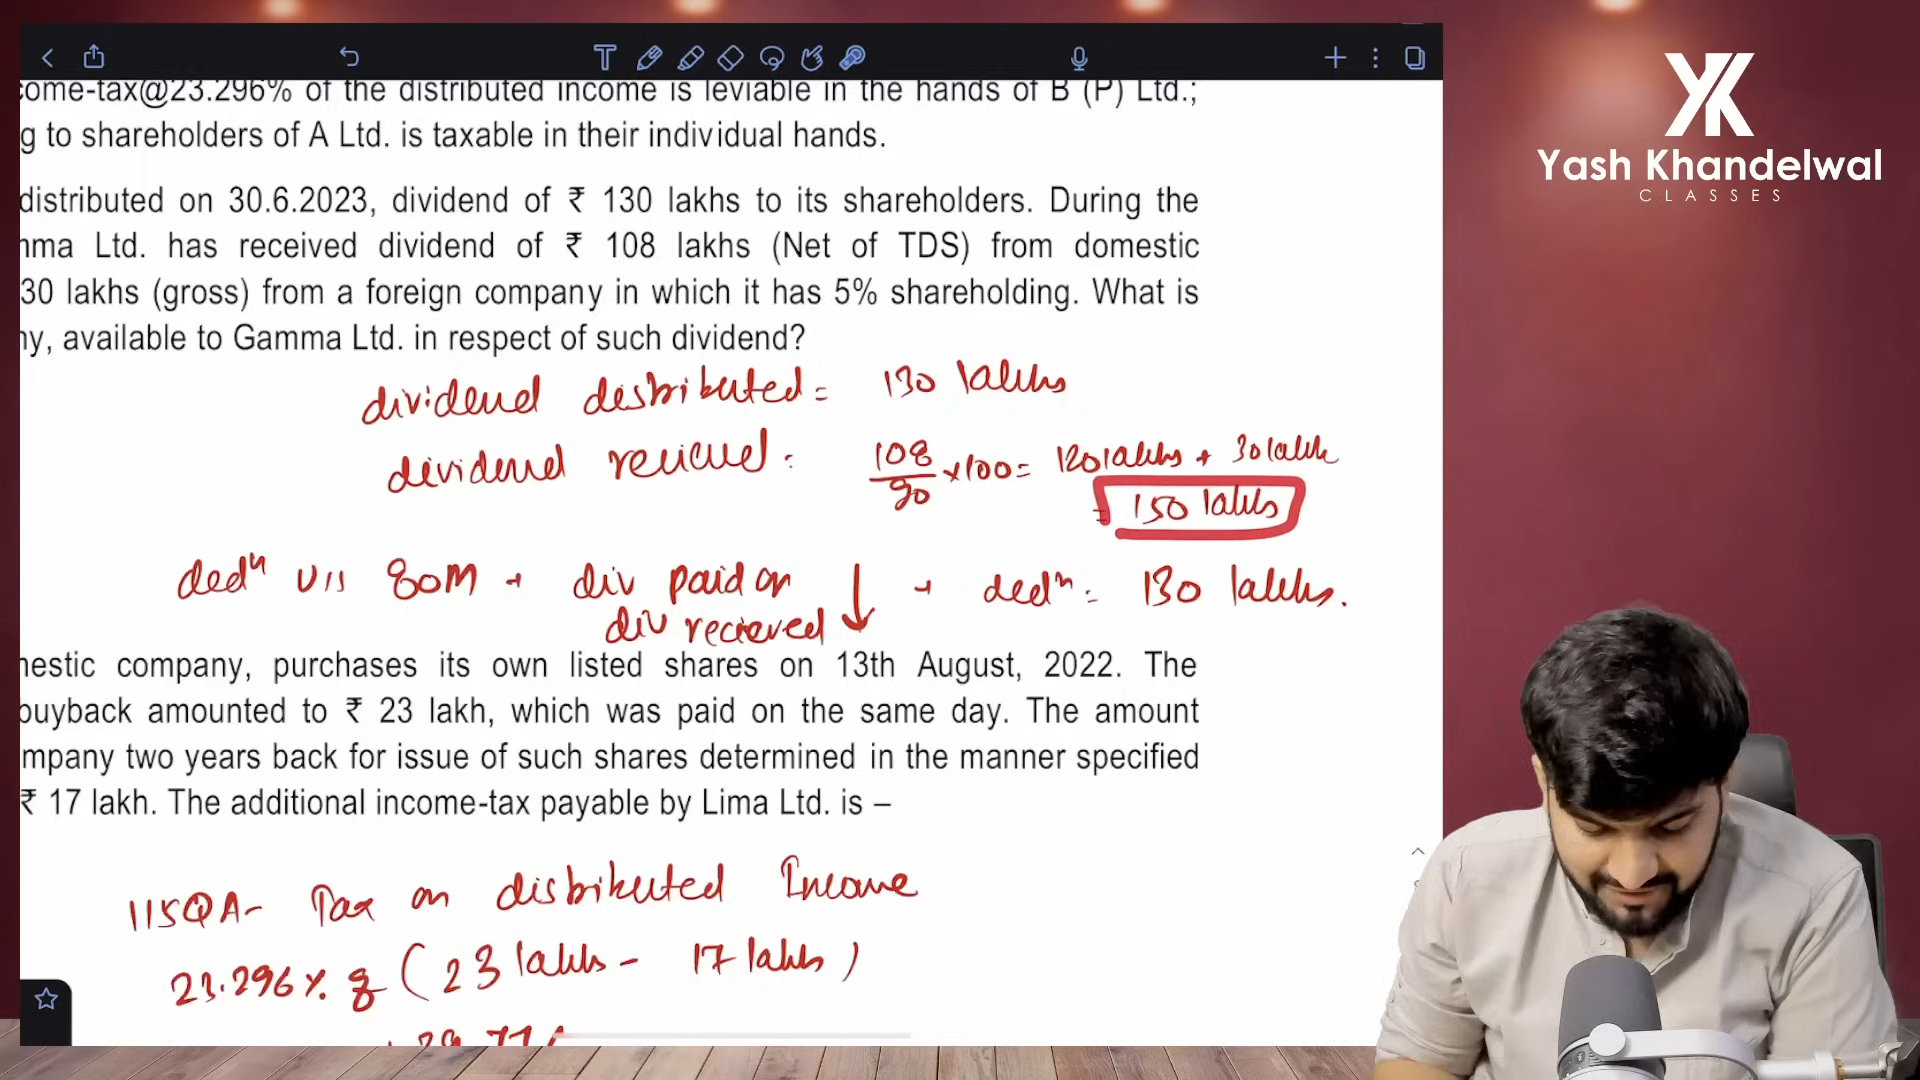 come-tax@23.296% of the distributed income is leviable in the hands of B (P) Ltd.;
g to shareholders of A Ltd. is taxable in their individual hands.
distributed on 30.6.2023, dividend of ₹ 130 lakhs to its shareholders. During the
mma Ltd. has received dividend of ₹ 108 lakhs (Net of TDS) from domestic
30 lakhs (gross) from a foreign company in which it has 5% shareholding. What is
ny, available to Gamma Ltd. in respect of such dividend?
dividend distributed = 130 lakhs
dividend recieved = 108/90 ×100 = 120 lakhs + 30 lakhs
= 150 lakhs
dedⁿ u/s 80M → div paid or ↓ → dedⁿ = 130 lakhs.
div recieved
nestic company, purchases its own listed shares on 13th August, 2022. The
buyback amounted to ₹ 23 lakh, which was paid on the same day. The amount
mpany two years back for issue of such shares determined in the manner specified
₹ 17 lakh. The additional income-tax payable by Lima Ltd. is –
115QA- Tax on distributed Income
23.296% of (23 lakhs - 17 lakhs)
YK
Yash Khandelwal
CLASSES